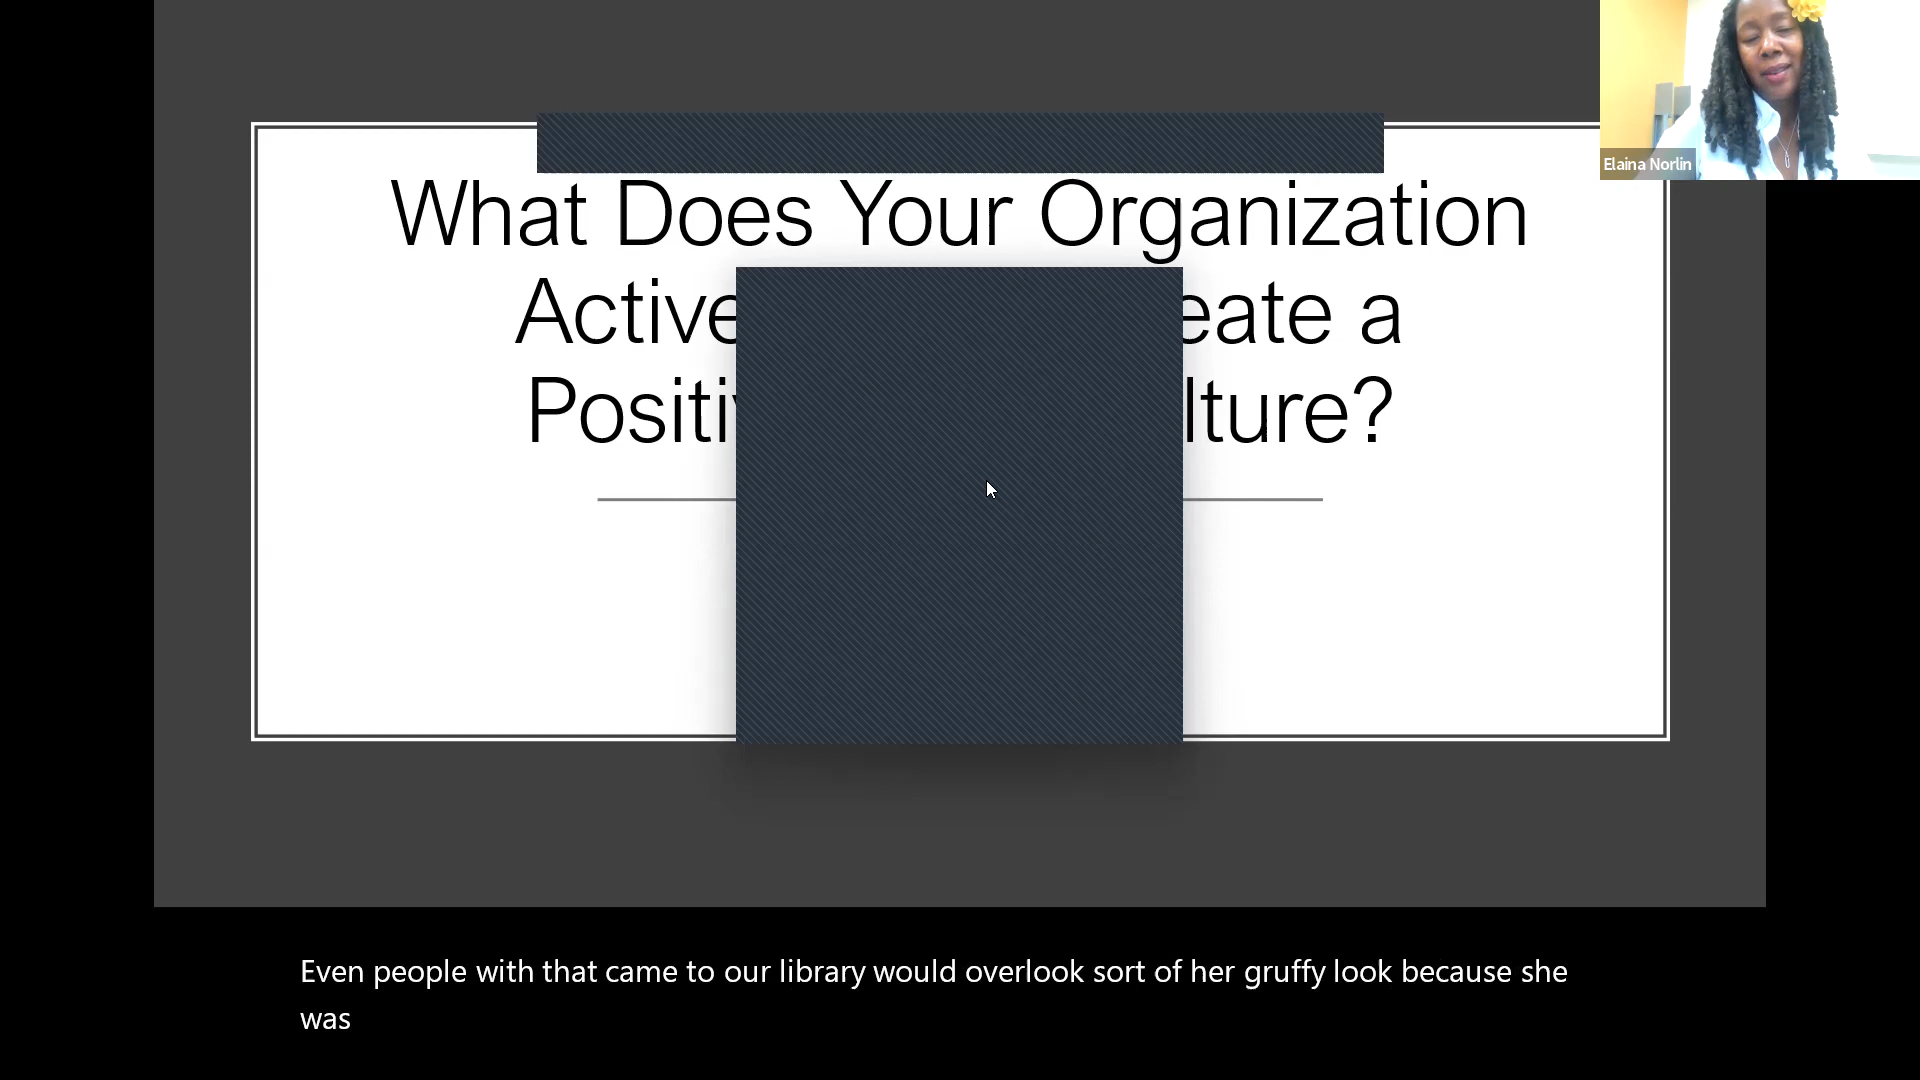 What Does Your Organization
Active eate a
Positiv lture?
Elaina Norlin
Even people with that came to our library would overlook sort of her gruffy look because she
was